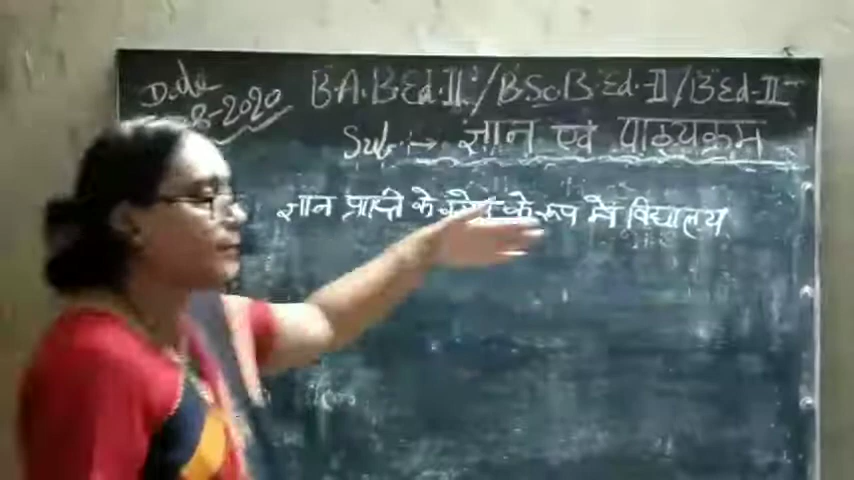 Date
8-2020
B.A.B.Ed.II / B.Sc.B.Ed-II / B.Ed-II
Sub :→ ज्ञान एवं पाठ्यक्रम
ज्ञान प्राप्ति के के रूप में विद्यालय